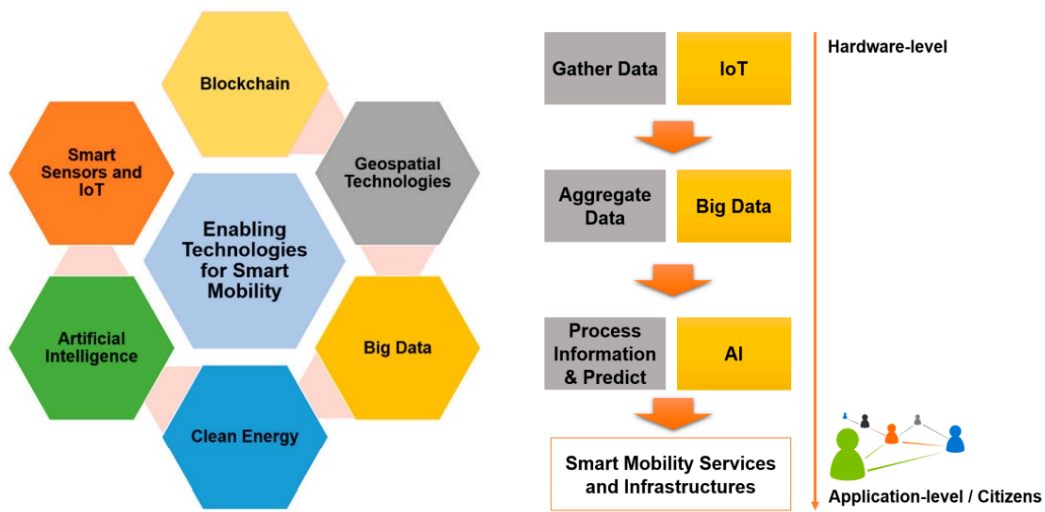 Blockchain
Geospatial
Technologies
Big Data
Clean Energy
Artificial
Intelligence
Smart
Sensors and
IoT
Enabling
Technologies
for Smart
Mobility
Gather Data
IoT
Aggregate
Data
Big Data
Process
Information
& Predict
AI
Smart Mobility Services
and Infrastructures
Hardware-level
Application-level / Citizens